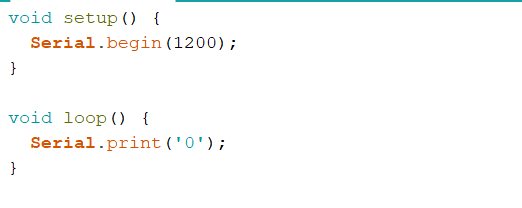 void setup() {
  Serial.begin(1200);
}

void loop() {
  Serial.print('0');
}